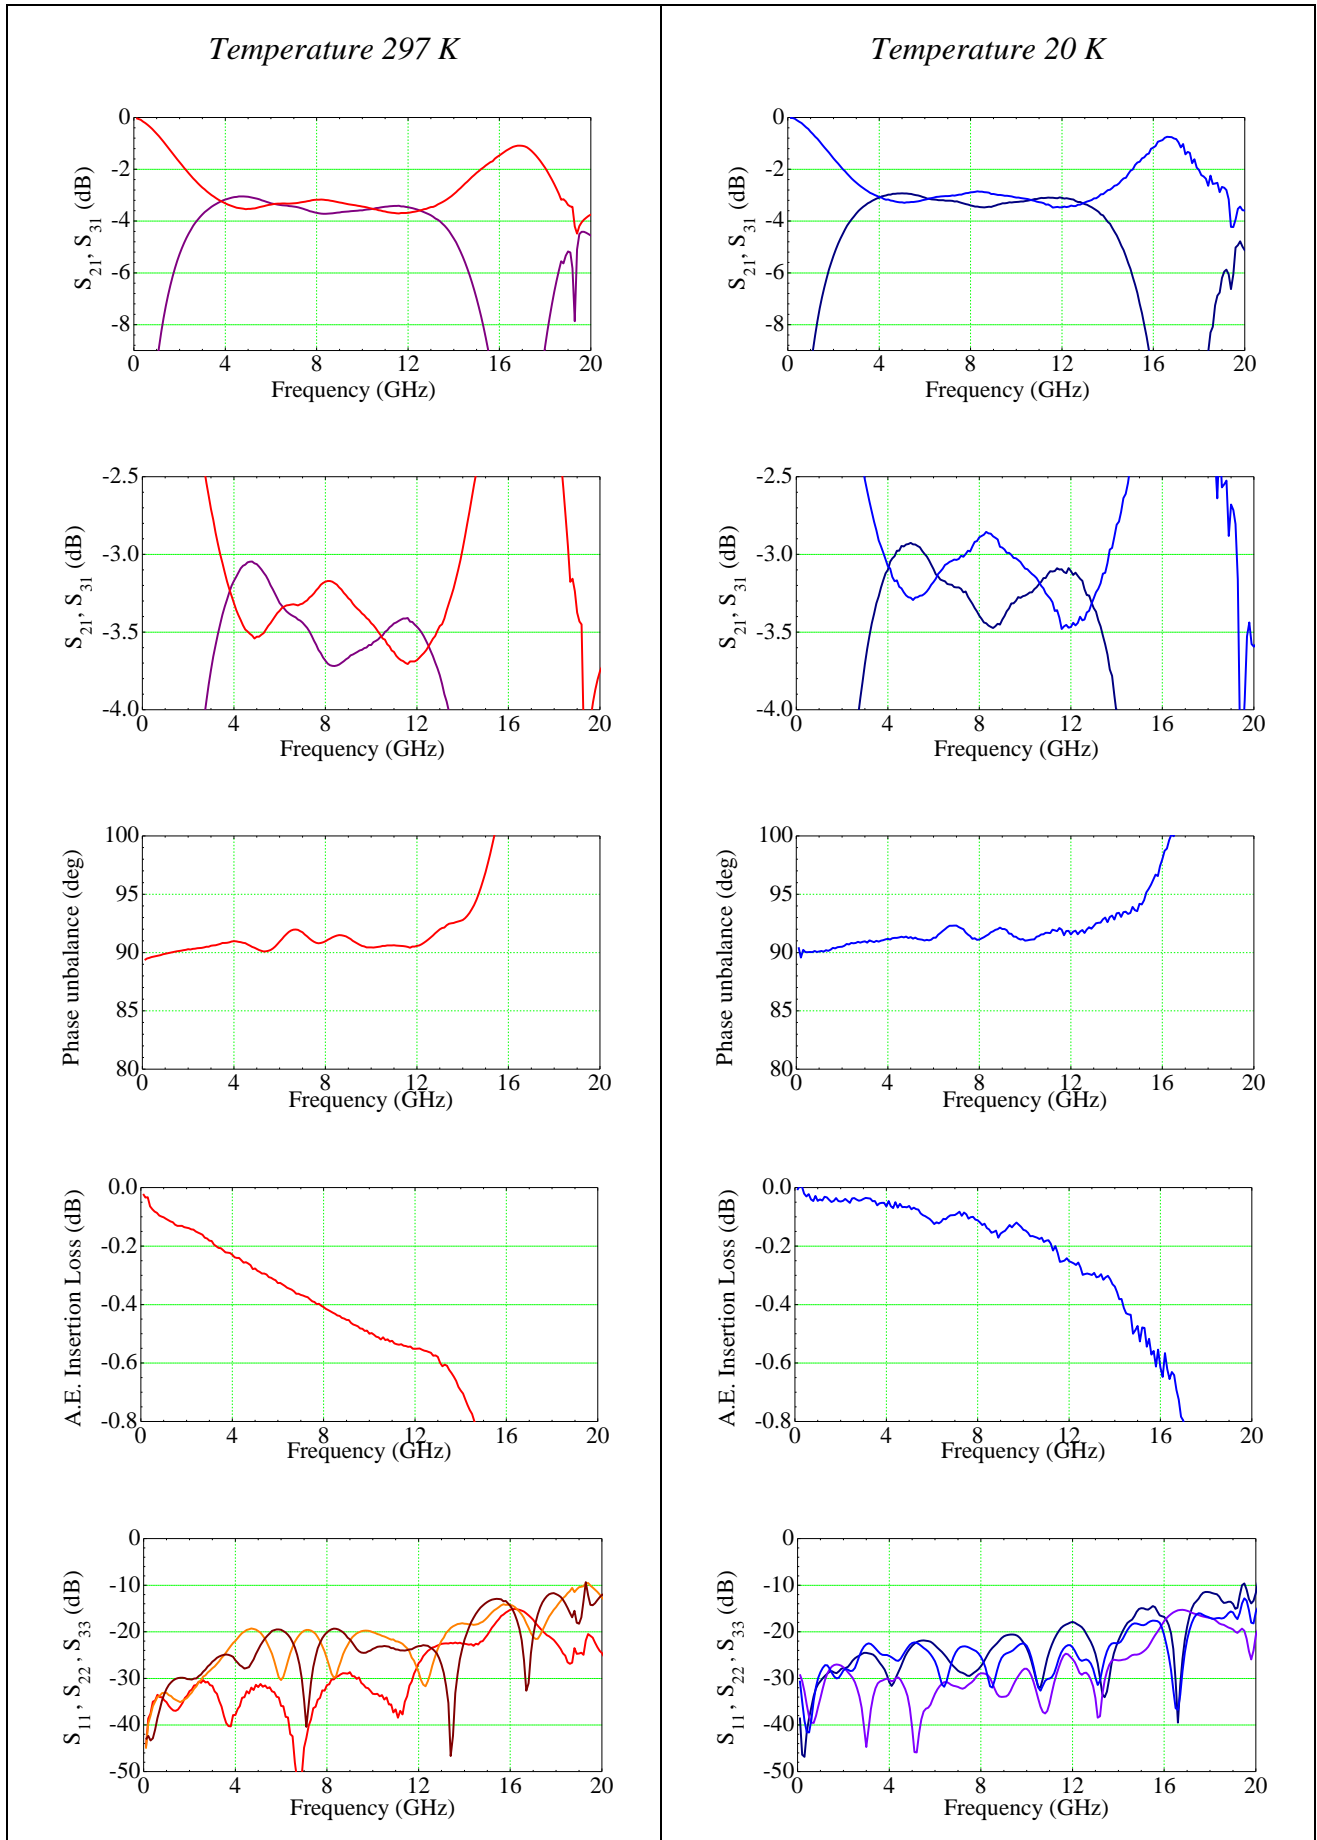 Temperature 297 K
0
-2
-4
-6
-8
S21, S31 (dB)
0 4 8 12 16 20
Frequency (GHz)
-2.5
-3.0
-3.5
-4.0
S21, S31 (dB)
0 4 8 12 16 20
Frequency (GHz)
100
95
90
85
80
Phase unbalance (deg)
0 4 8 12 16 20
Frequency (GHz)
0.0
-0.2
-0.4
-0.6
-0.8
A.E. Insertion Loss (dB)
0 4 8 12 16 20
Frequency (GHz)
0
-10
-20
-30
-40
-50
S11, S22, S33 (dB)
0 4 8 12 16 20
Frequency (GHz)
Temperature 20 K
0
-2
-4
-6
-8
S21, S31 (dB)
0 4 8 12 16 20
Frequency (GHz)
-2.5
-3.0
-3.5
-4.0
S21, S31 (dB)
0 4 8 12 16 20
Frequency (GHz)
100
95
90
85
80
Phase unbalance (deg)
0 4 8 12 16 20
Frequency (GHz)
0.0
-0.2
-0.4
-0.6
-0.8
A.E. Insertion Loss (dB)
0 4 8 12 16 20
Frequency (GHz)
0
-10
-20
-30
-40
-50
S11, S22, S33 (dB)
0 4 8 12 16 20
Frequency (GHz)